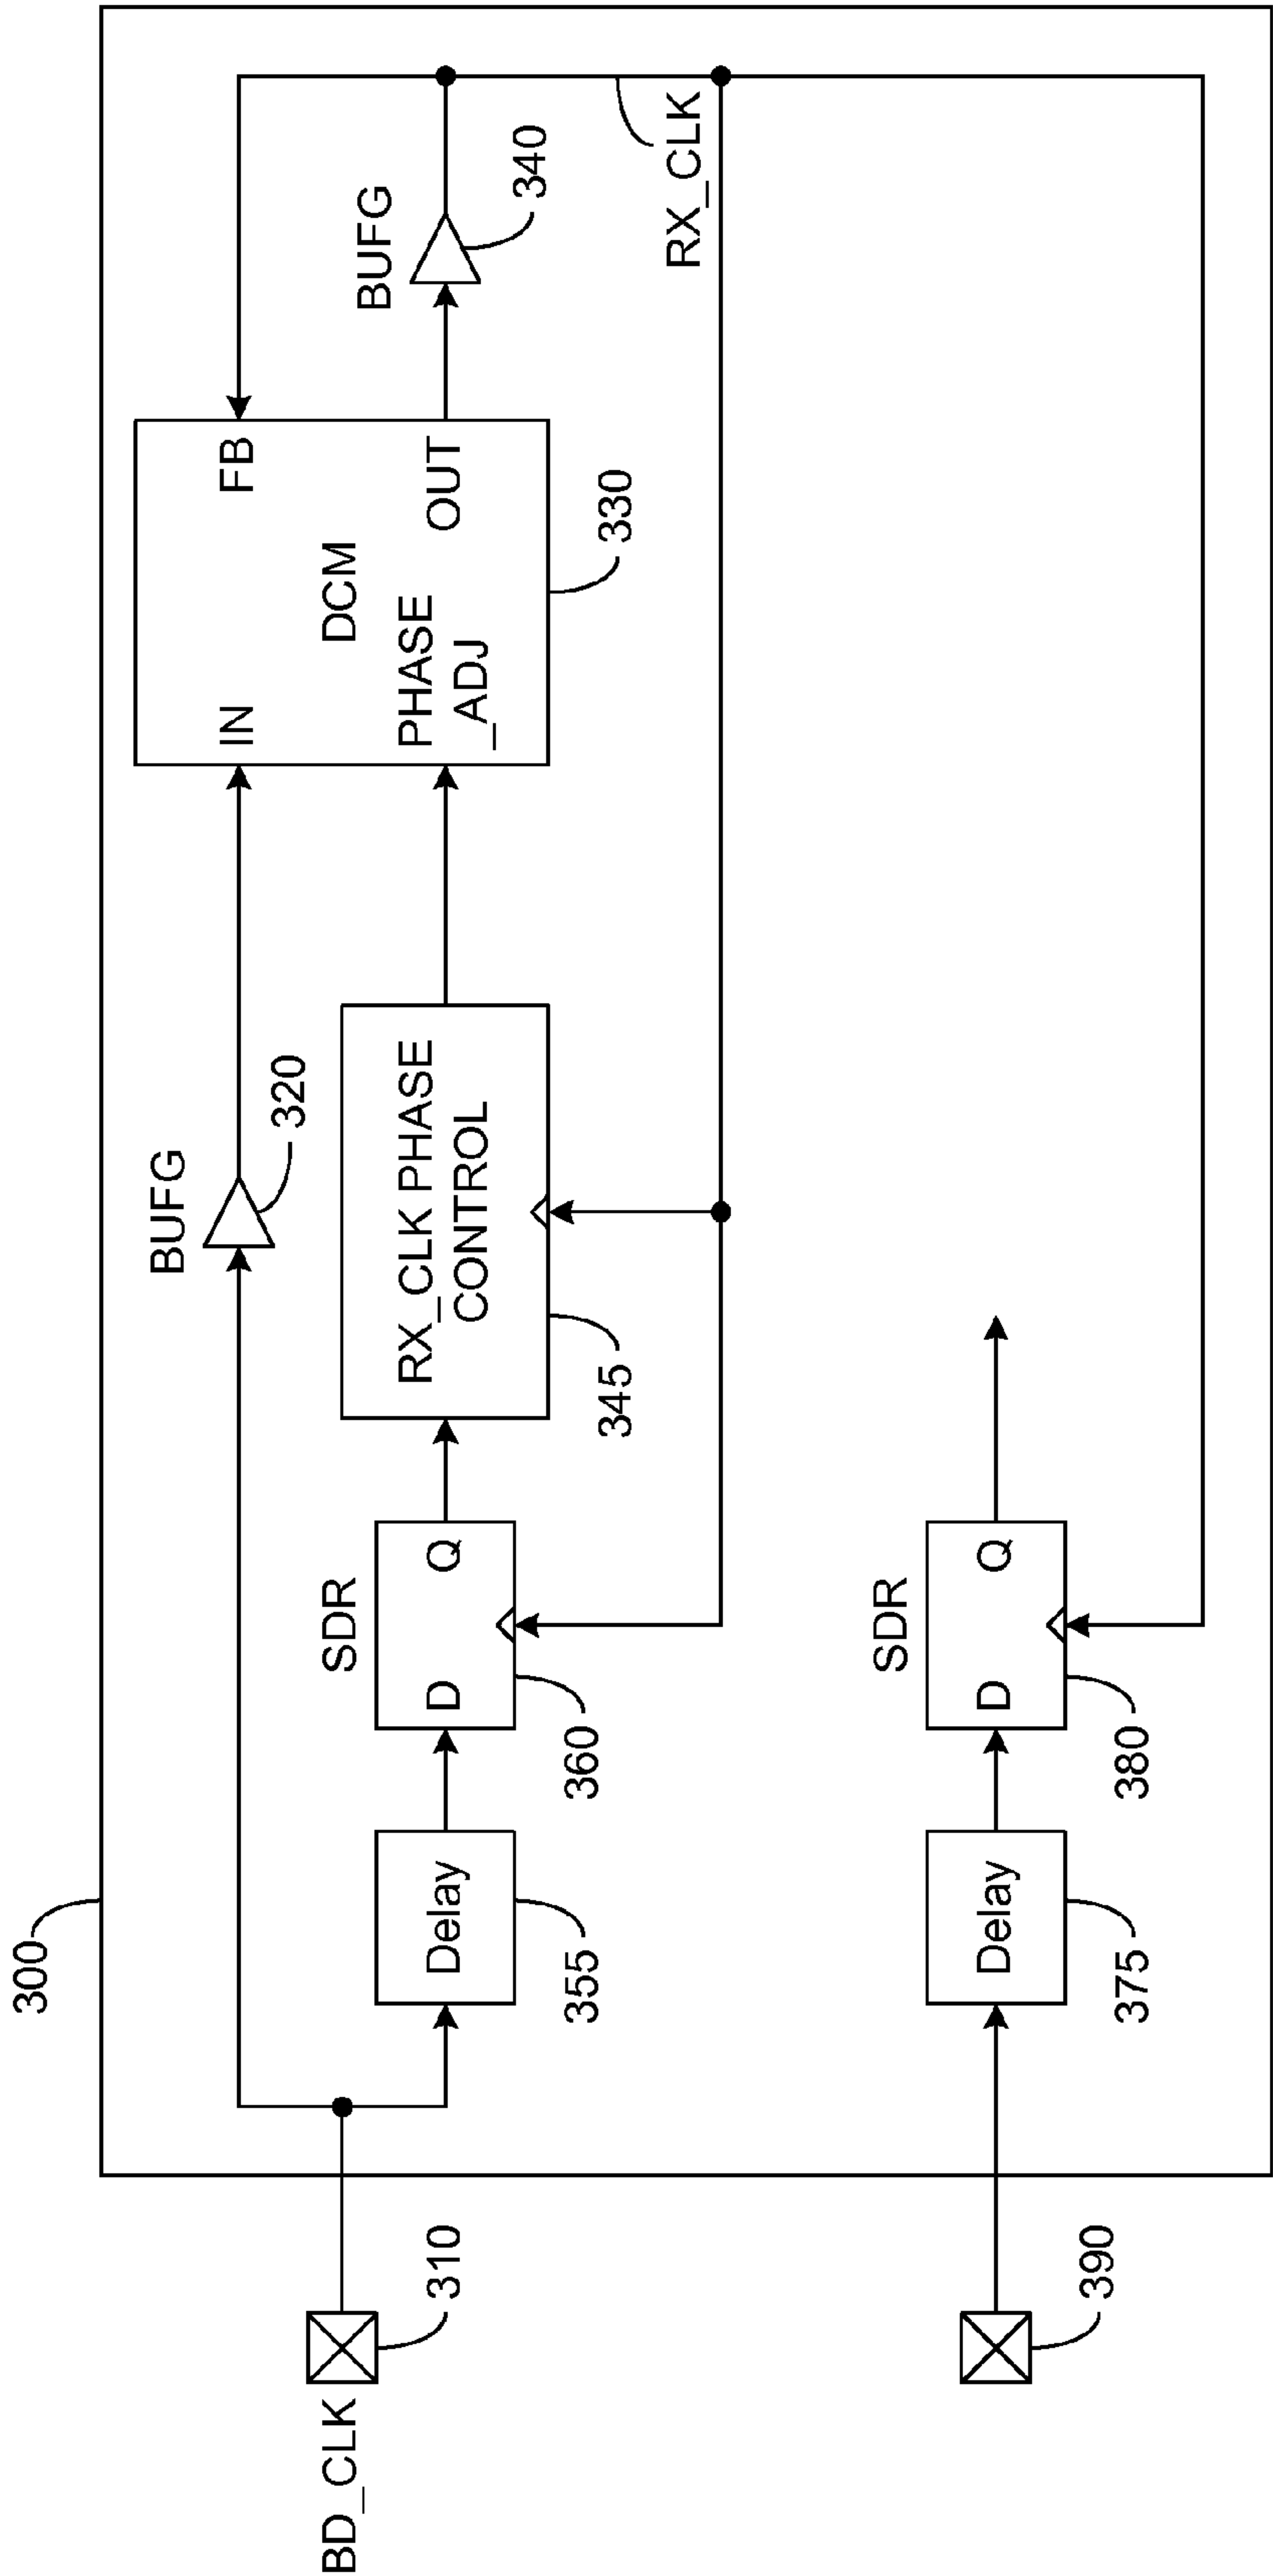 300
BUFG
320
IN
FB
DCM
PHASE
_ADJ
OUT
330
BUFG
340
RX_CLK
BD_CLK
310
Delay
355
SDR
D
Q
360
RX_CLK PHASE
CONTROL
345
390
Delay
375
SDR
D
Q
380